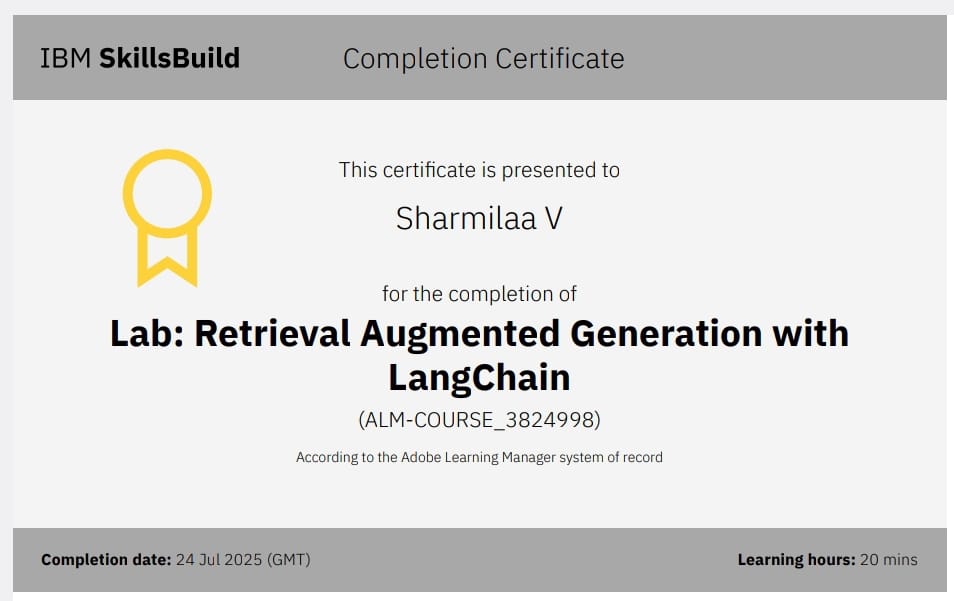 IBM SkillsBuild
Completion Certificate
This certificate is presented to
Sharmilaa V
for the completion of
Lab: Retrieval Augmented Generation with
LangChain
(ALM-COURSE_3824998)
According to the Adobe Learning Manager system of record
Completion date: 24 Jul 2025 (GMT)
Learning hours: 20 mins